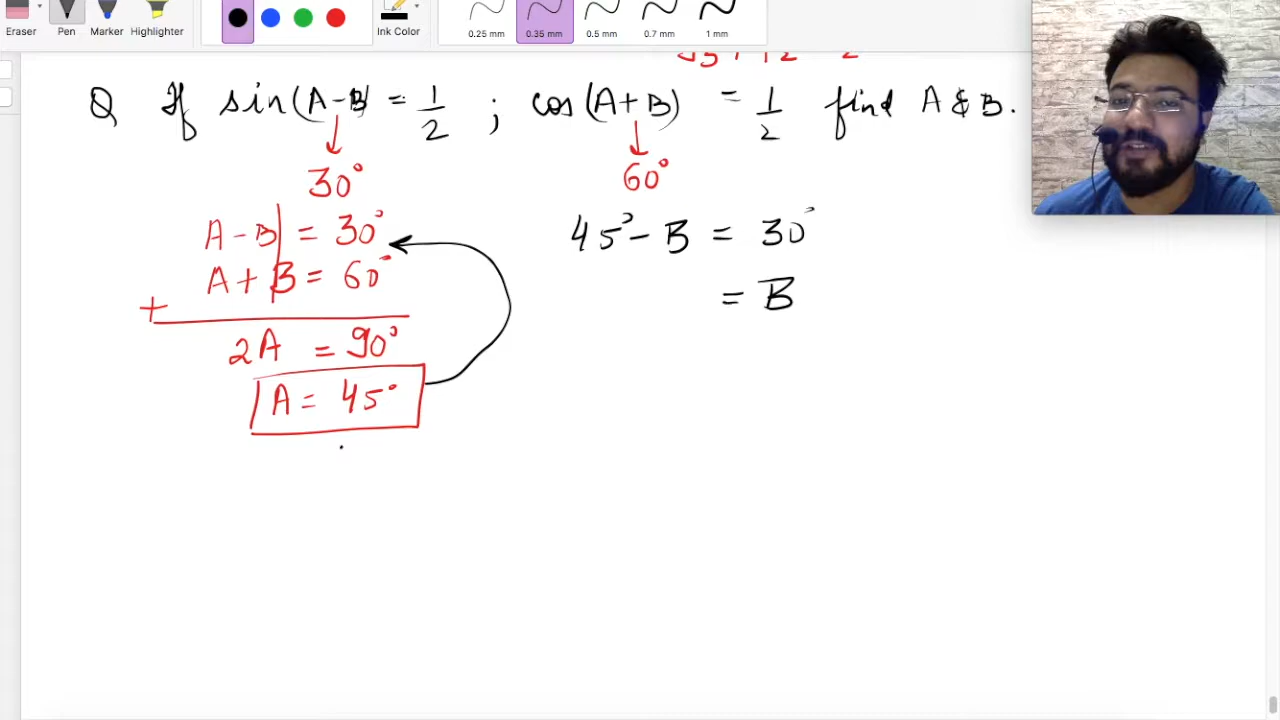 Eraser Pen Marker Highlighter Ink Color 0.25 mm 0.35 mm 0.5 mm 0.7 mm 1 mm
Q If sin(A-B) = 1/2 ; cos(A+B) = 1/2 find A & B.
30° 60°
A-B = 30°
A+B = 60°
+
2A = 90°
A = 45°
45° - B = 30°
= B